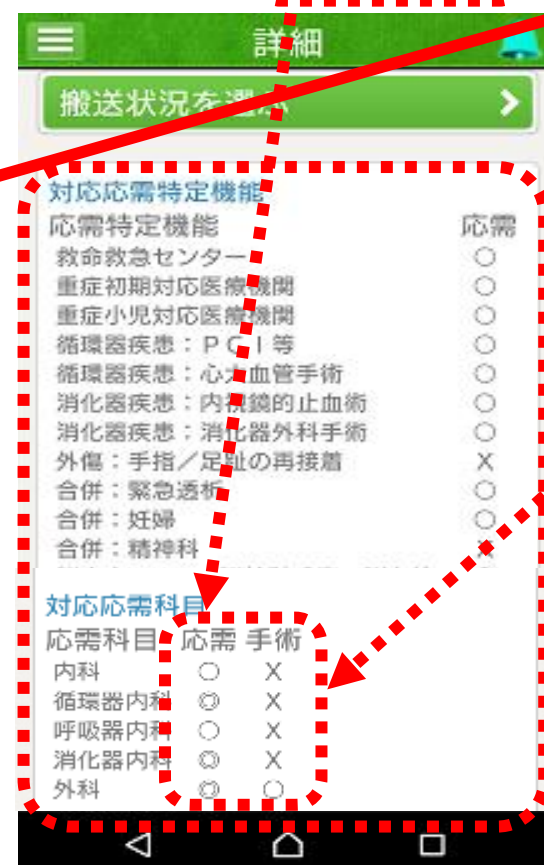 詳細
搬送状況を選ぶ
対応応需特定機能
応需特定機能 応需
救命救急センター ○
重症初期対応医療機関 ○
重症小児対応医療機関 ○
循環器疾患：ＰＣＩ等 ○
循環器疾患：心大血管手術 ○
消化器疾患：内視鏡的止血術 ○
消化器疾患：消化器外科手術 ○
外傷：手指／足趾の再接着 X
合併：緊急透析 ○
合併：妊婦 ○
合併：精神科 X
対応応需科目
応需科目 応需 手術
内科 ○ X
循環器内科 ◎ X
呼吸器内科 ○ X
消化器内科 ◎ X
外科 ◎ ○